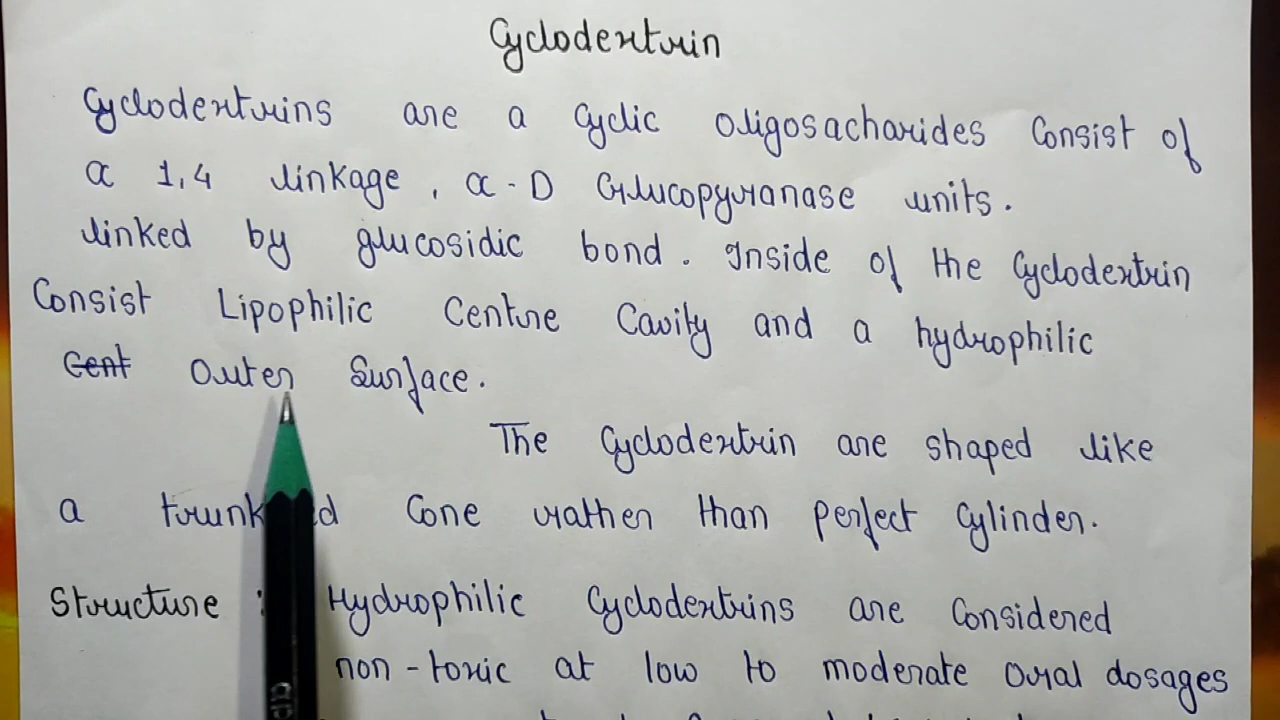 Cyclodextrin
Cyclodextrins are a cyclic oligosacharides Consist of
α 1,4 linkage, α-D Glucopyranase units.
linked by glucosidic bond. Inside of the Cyclodextrin
Consist Lipophilic Centre Cavity and a hydrophilic
Cent Outer Surface.
The Cyclodextrin are shaped like
a Cone rather than perfect Cylinder.
Structure : Hydrophilic Cyclodextrins are Considered
non-toxic at low to moderate oral dosages